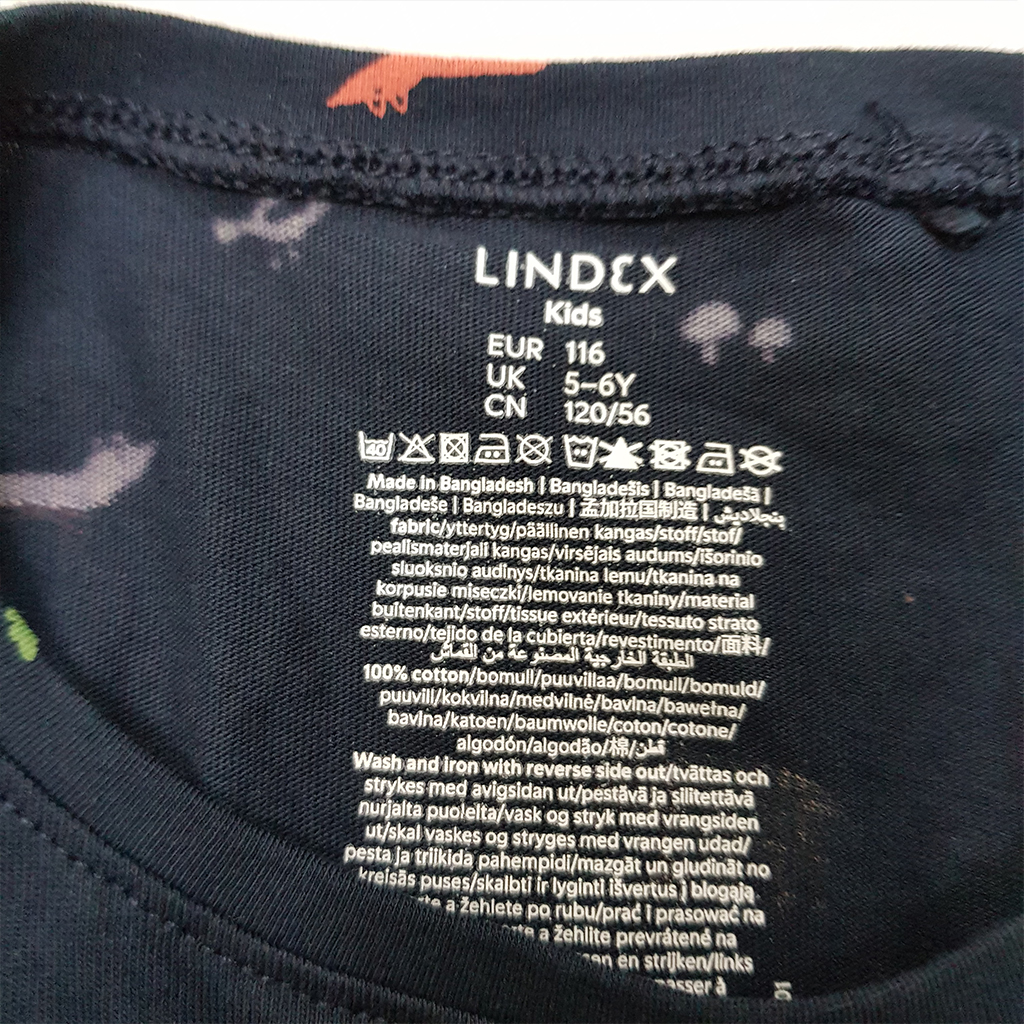 LINDEX
Kids
EUR 116
UK 5–6Y
CN 120/56
40
Made in Bangladesh | Bangladešis | Bangladešā |
Bangladeše | Bangladeszu | 孟加拉国制造 | بنجلاديش
fabric/yttertyg/päällinen kangas/stoff/stof/
pealismaterjali kangas/virsējais audums/išorinio
sluoksnio audinys/tkanina lemu/tkanina na
korpusie miseczki/lemovanie tkaniny/material
buitenkant/stoff/tissue extérieur/tessuto strato
esterno/tejido de la cubierta/revestimento/面料/
الطبقة الخارجية المصنوعة من القماش
100% cotton/bomull/puuvillaa/bomull/bomuld/
puuvill/kokvilna/medvilnė/bavlna/bawełna/
bavlna/katoen/baumwolle/coton/cotone/
algodón/algodão/棉/قطن
Wash and iron with reverse side out/tvättas och
strykes med avigsidan ut/pestävä ja silitettävä
nurjalta puolelta/vask og stryk med vrangsiden
ut/skal vaskes og stryges med vrangen udad/
pesta ja triikida pahempidi/mazgāt un gludināt no
kreisās puses/skalbti ir lyginti išvertus į blogąją
a žehlete po rubu/prać i prasować na
a žehlite prevrátené na
en strijken/links
à
01